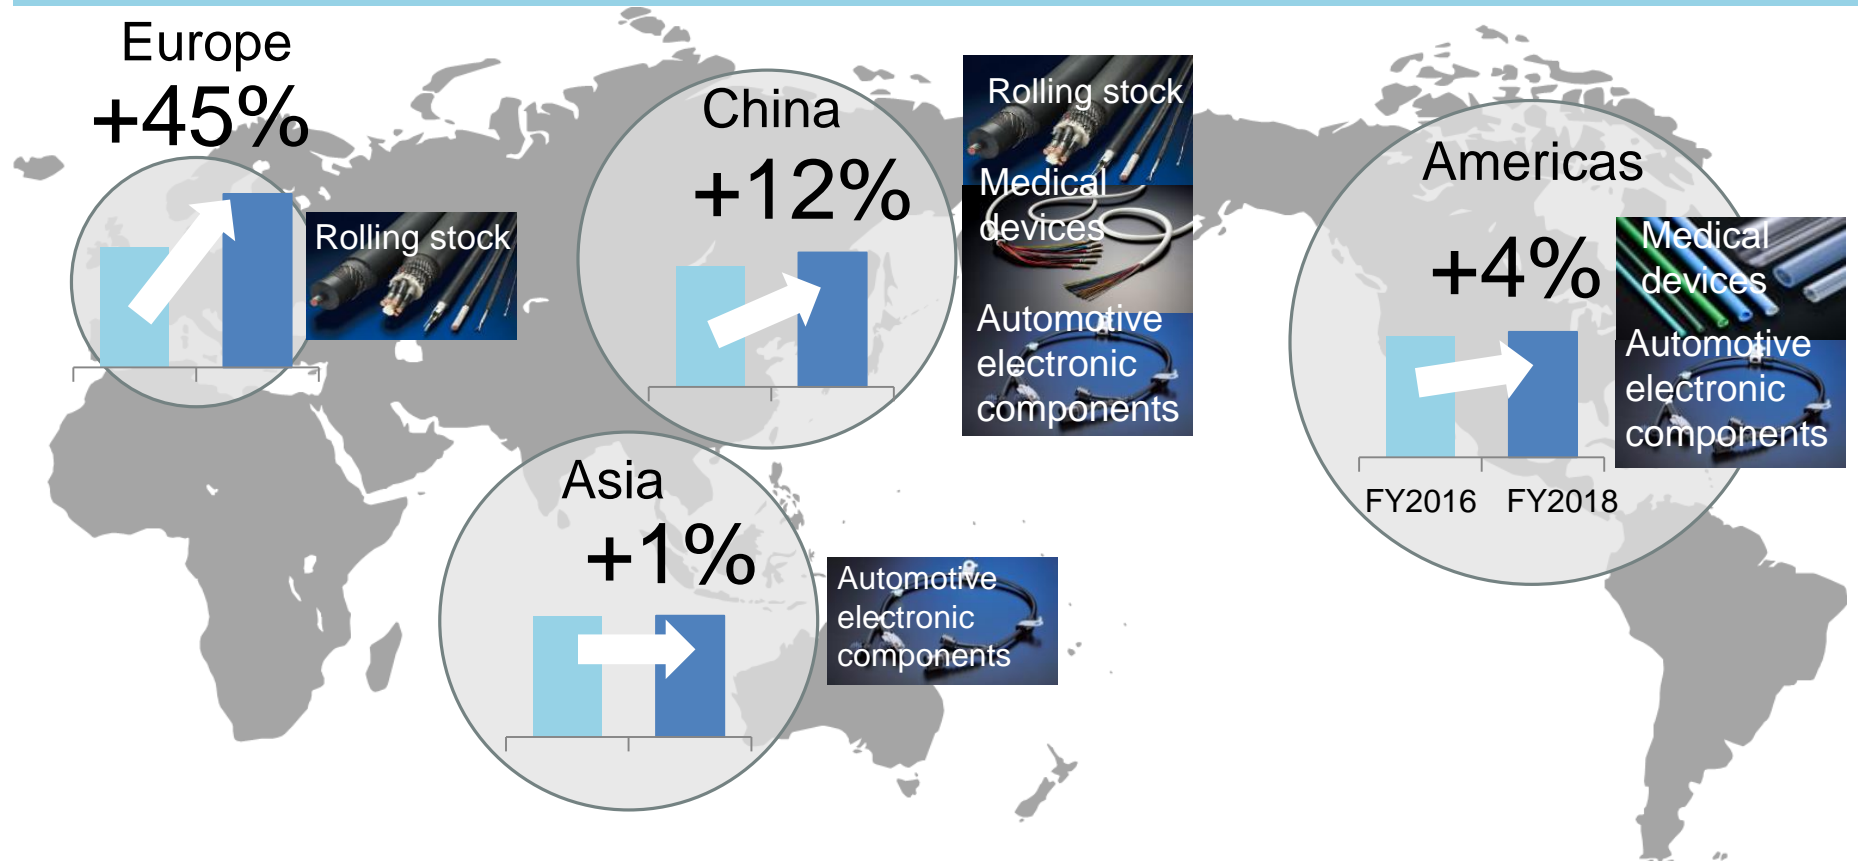 Europe
+45%
Rolling stock
China
+12%
Rolling stock
Medical
devices
Automotive
electronic
components
Americas
+4%
Medical
devices
Automotive
electronic
components
FY2016 FY2018
Asia
+1%
Automotive
electronic
components